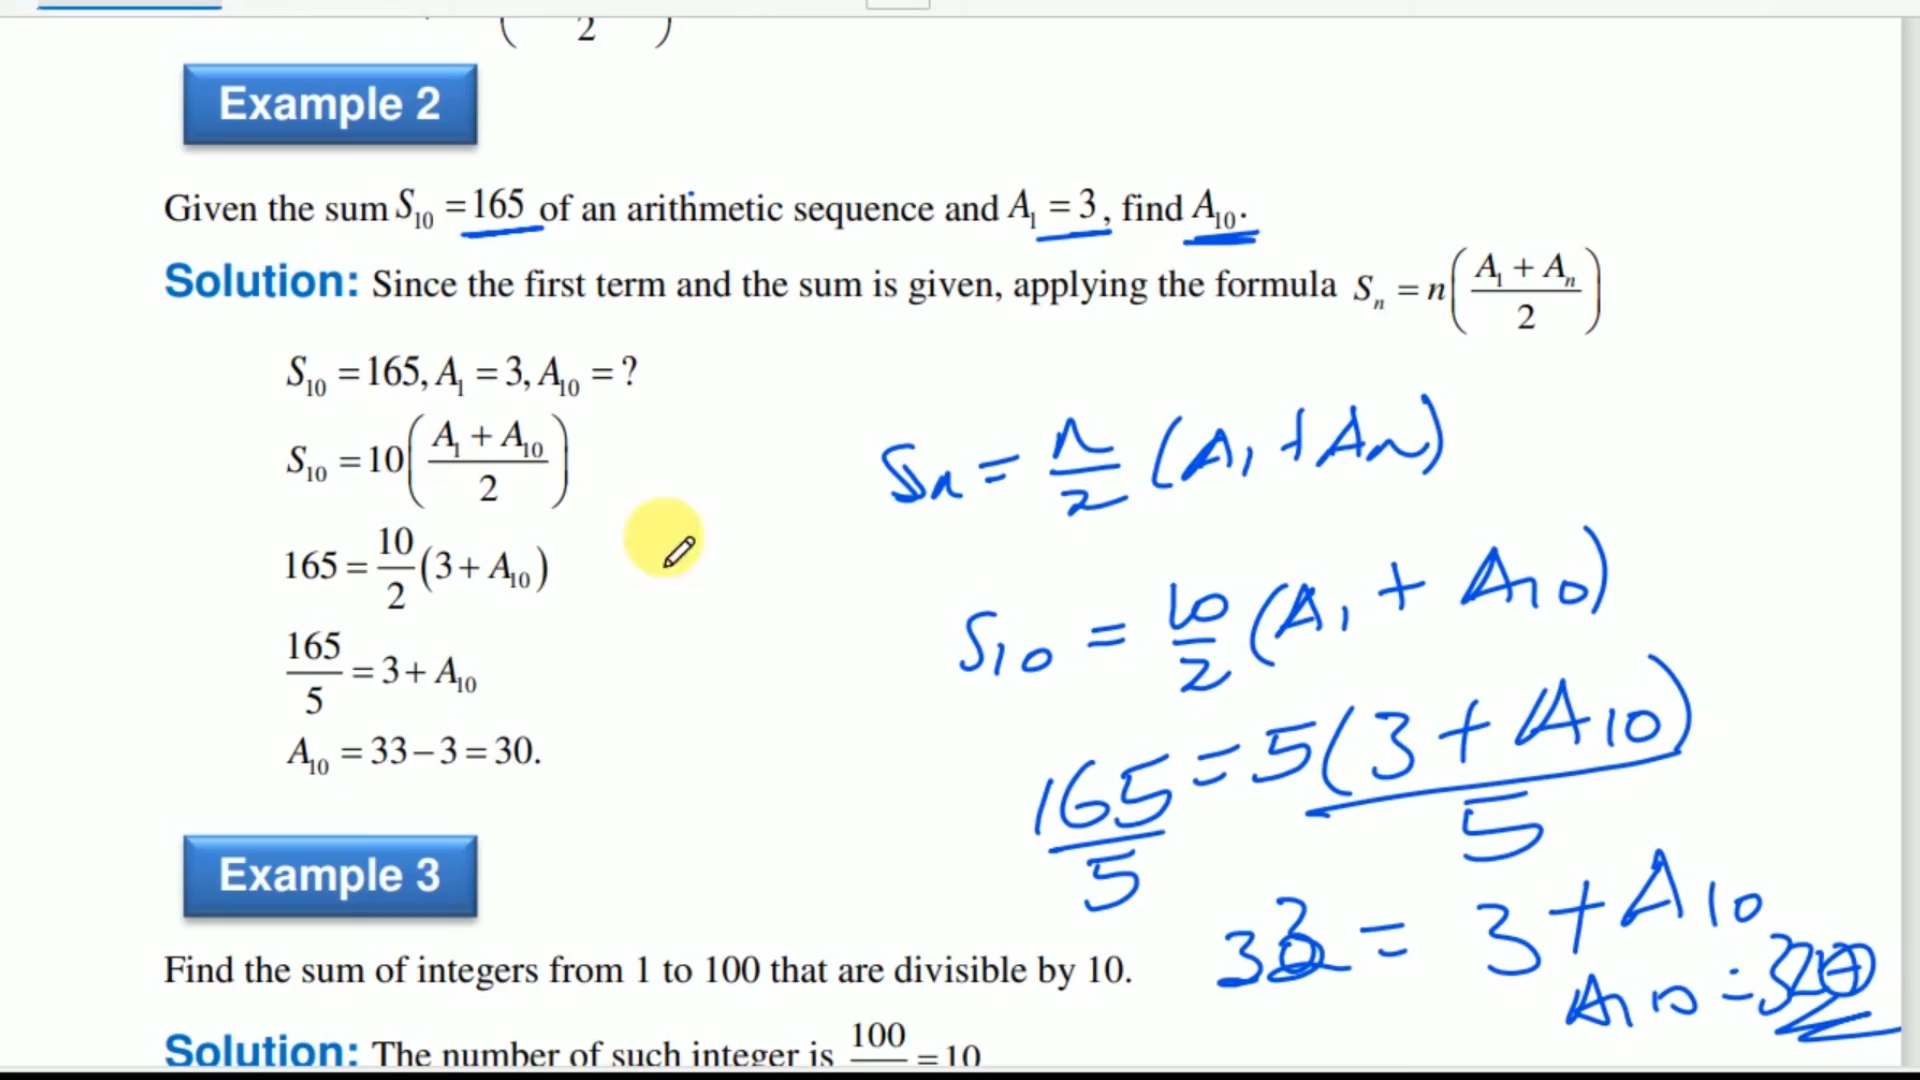 2
Example 2
Given the sum S₁₀ = 165 of an arithmetic sequence and A₁ = 3, find A₁₀.
Solution: Since the first term and the sum is given, applying the formula Sₙ = n((A₁ + Aₙ)/2)
S₁₀ = 165, A₁ = 3, A₁₀ = ?
S₁₀ = 10((A₁ + A₁₀)/2)
165 = 10/2 (3 + A₁₀)
165/5 = 3 + A₁₀
A₁₀ = 33 – 3 = 30.
Sn = n/2 (A₁ + An)
S₁₀ = 10/2 (A₁ + A₁₀)
165/5 = 5(3 + A₁₀)/5
33 = 3 + A₁₀
A₁₀ =
Example 3
Find the sum of integers from 1 to 100 that are divisible by 10.
Solution: The number of such integer is 100 = 10